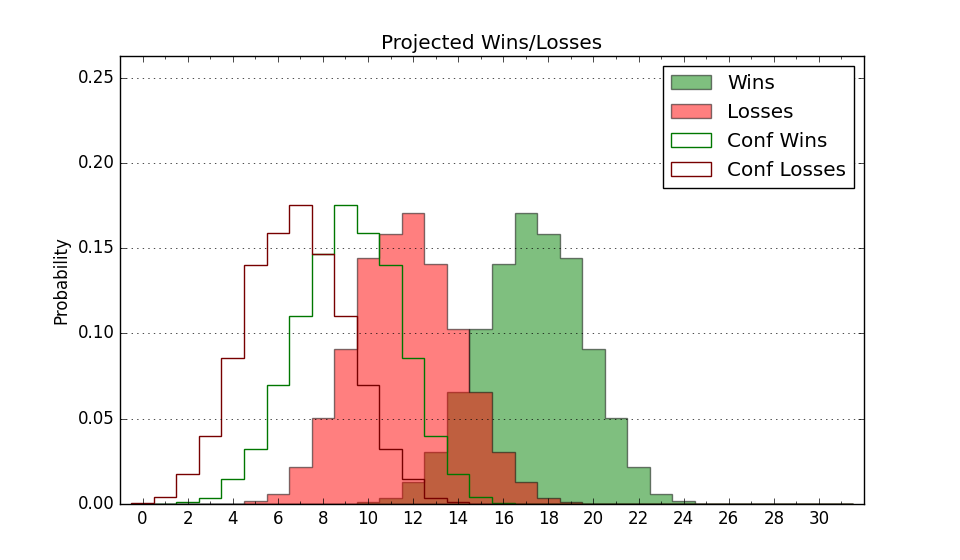 Projected Wins/Losses
0.25
0.20
0.15
0.10
0.05
0.00
Probability
Wins
Losses
Conf Wins
Conf Losses
0 2 4 6 8 10 12 14 16 18 20 22 24 26 28 30